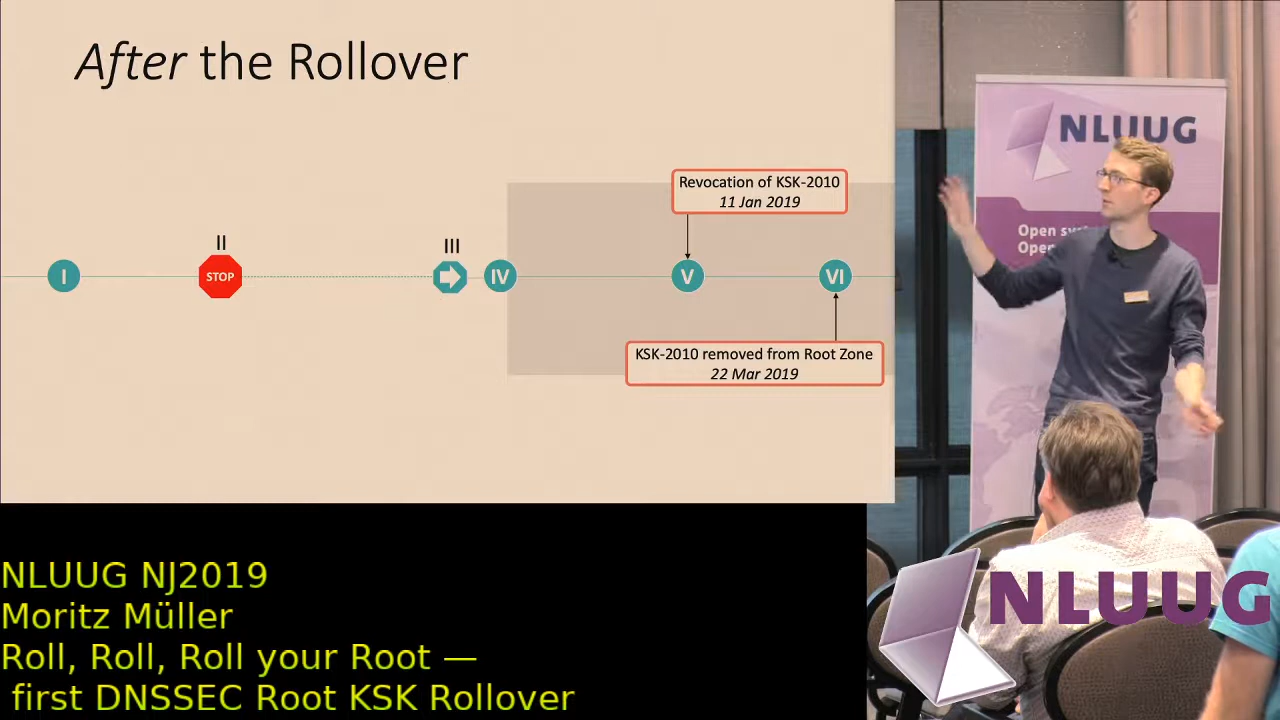 After the Rollover
Revocation of KSK-2010
11 Jan 2019
I
II
STOP
III
IV
V
VI
KSK-2010 removed from Root Zone
22 Mar 2019
NLUUG
Open
Open
NLUUG NJ2019
Moritz Müller
Roll, Roll, Roll your Root —
first DNSSEC Root KSK Rollover
NLUUG